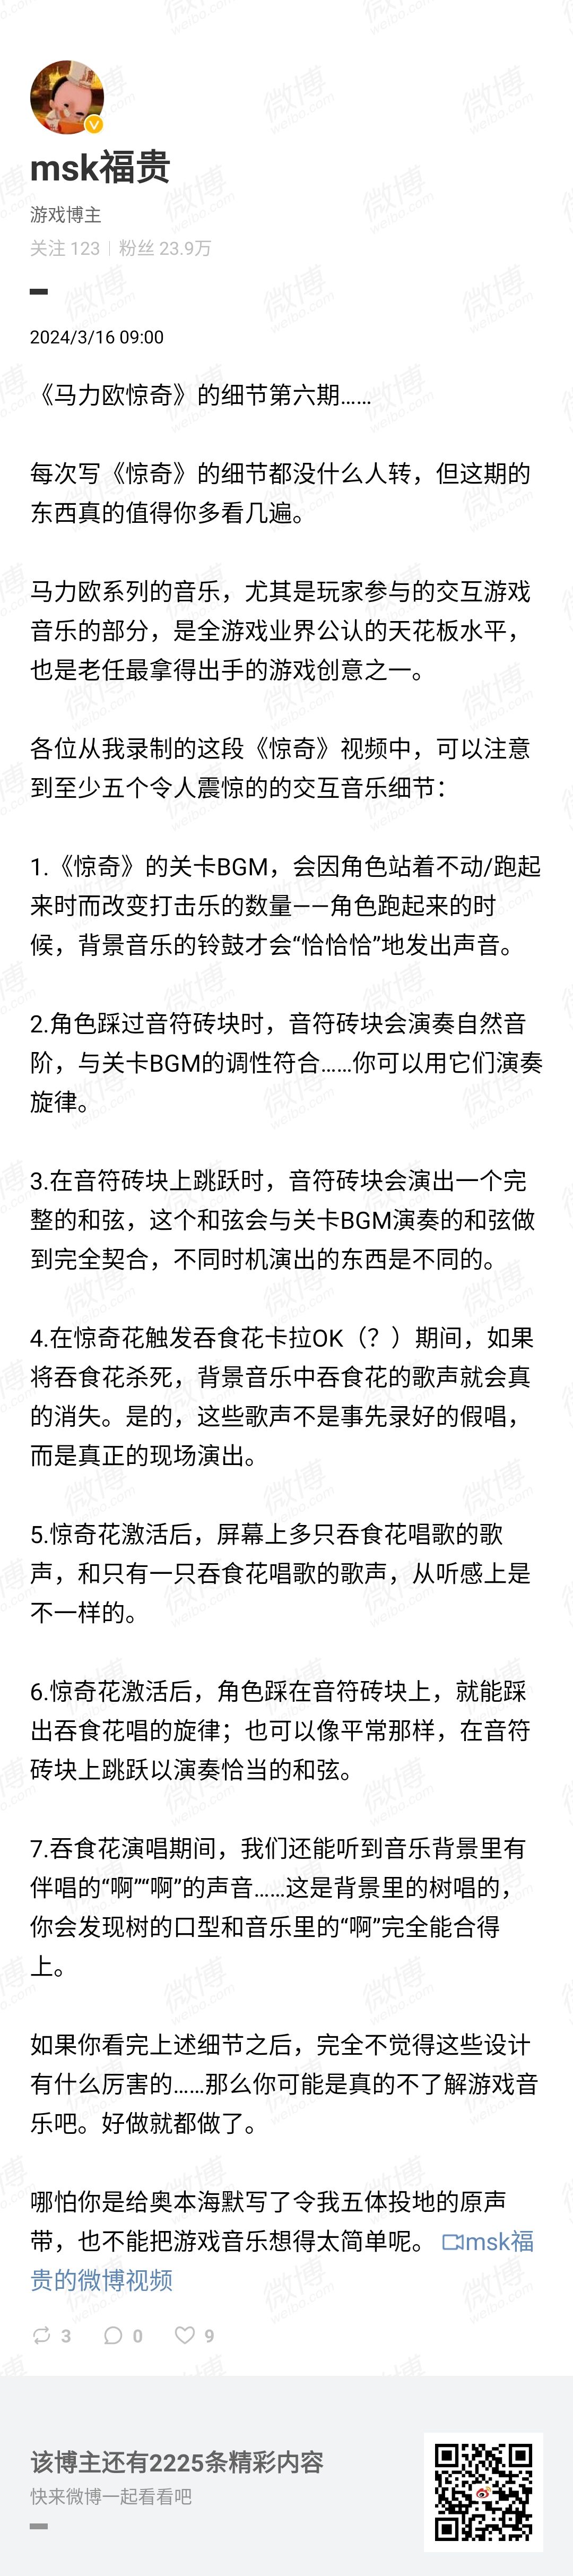 msk福贵
游戏博主
关注 123 | 粉丝 23.9万
2024/3/16 09:00
《马力欧惊奇》的细节第六期……
每次写《惊奇》的细节都没什么人转，但这期的
东西真的值得你多看几遍。
马力欧系列的音乐，尤其是玩家参与的交互游戏
音乐的部分，是全游戏业界公认的天花板水平，
也是老任最拿得出手的游戏创意之一。
各位从我录制的这段《惊奇》视频中，可以注意
到至少五个令人震惊的的交互音乐细节：
1.《惊奇》的关卡BGM，会因角色站着不动/跑起
来时而改变打击乐的数量——角色跑起来的时
候，背景音乐的铃鼓才会“恰恰恰”地发出声音。
2.角色踩过音符砖块时，音符砖块会演奏自然音
阶，与关卡BGM的调性符合……你可以用它们演奏
旋律。
3.在音符砖块上跳跃时，音符砖块会演出一个完
整的和弦，这个和弦会与关卡BGM演奏的和弦做
到完全契合，不同时机演出的东西是不同的。
4.在惊奇花触发吞食花卡拉OK（？）期间，如果
将吞食花杀死，背景音乐中吞食花的歌声就会真
的消失。是的，这些歌声不是事先录好的假唱，
而是真正的现场演出。
5.惊奇花激活后，屏幕上多只吞食花唱歌的歌
声，和只有一只吞食花唱歌的歌声，从听感上是
不一样的。
6.惊奇花激活后，角色踩在音符砖块上，就能踩
出吞食花唱的旋律；也可以像平常那样，在音符
砖块上跳跃以演奏恰当的和弦。
7.吞食花演唱期间，我们还能听到音乐背景里有
伴唱的“啊”“啊”的声音……这是背景里的树唱的，
你会发现树的口型和音乐里的“啊”完全能合得
上。
如果你看完上述细节之后，完全不觉得这些设计
有什么厉害的……那么你可能是真的不了解游戏音
乐吧。好做就都做了。
哪怕你是给奥本海默写了令我五体投地的原声
带，也不能把游戏音乐想得太简单呢。 msk福
贵的微博视频
3 0 9
该博主还有2225条精彩内容
快来微博一起看看吧
微博
weibo.com